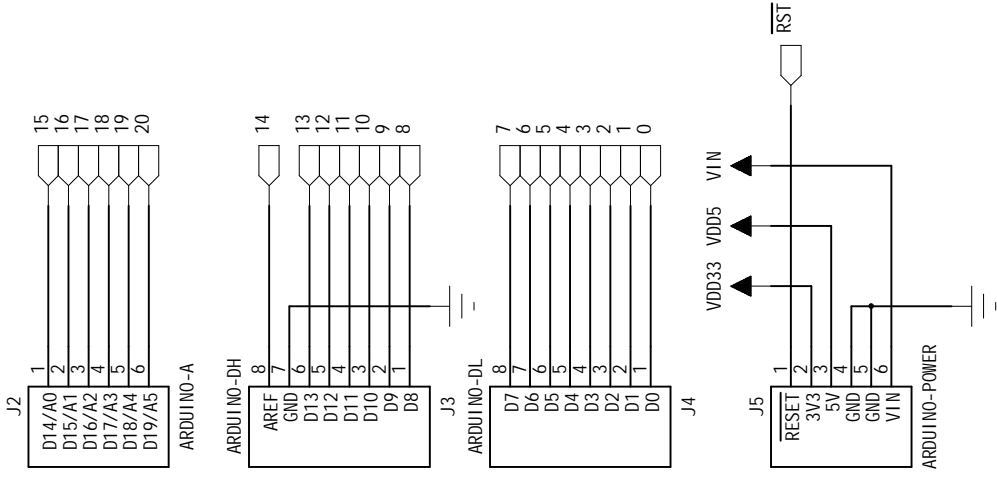 J2
D14/A0 1 15
D15/A1 2 16
D16/A2 3 17
D17/A3 4 18
D18/A4 5 19
D19/A5 6 20
ARDUINO-A
ARDUINO-DH
AREF 8 14
GND 7
D13 6 13
D12 5 12
D11 4 11
D10 3 10
D9 2 9
D8 1 8
J3
ARDUINO-DL
D7 8 7
D6 7 6
D5 6 5
D4 5 4
D3 4 3
D2 3 2
D1 2 1
D0 1 0
J4
VDD33
VDD5
VIN
RST
J5
RESET 1
3V3 2
5V 3
GND 4
GND 5
VIN 6
ARDUINO-POWER